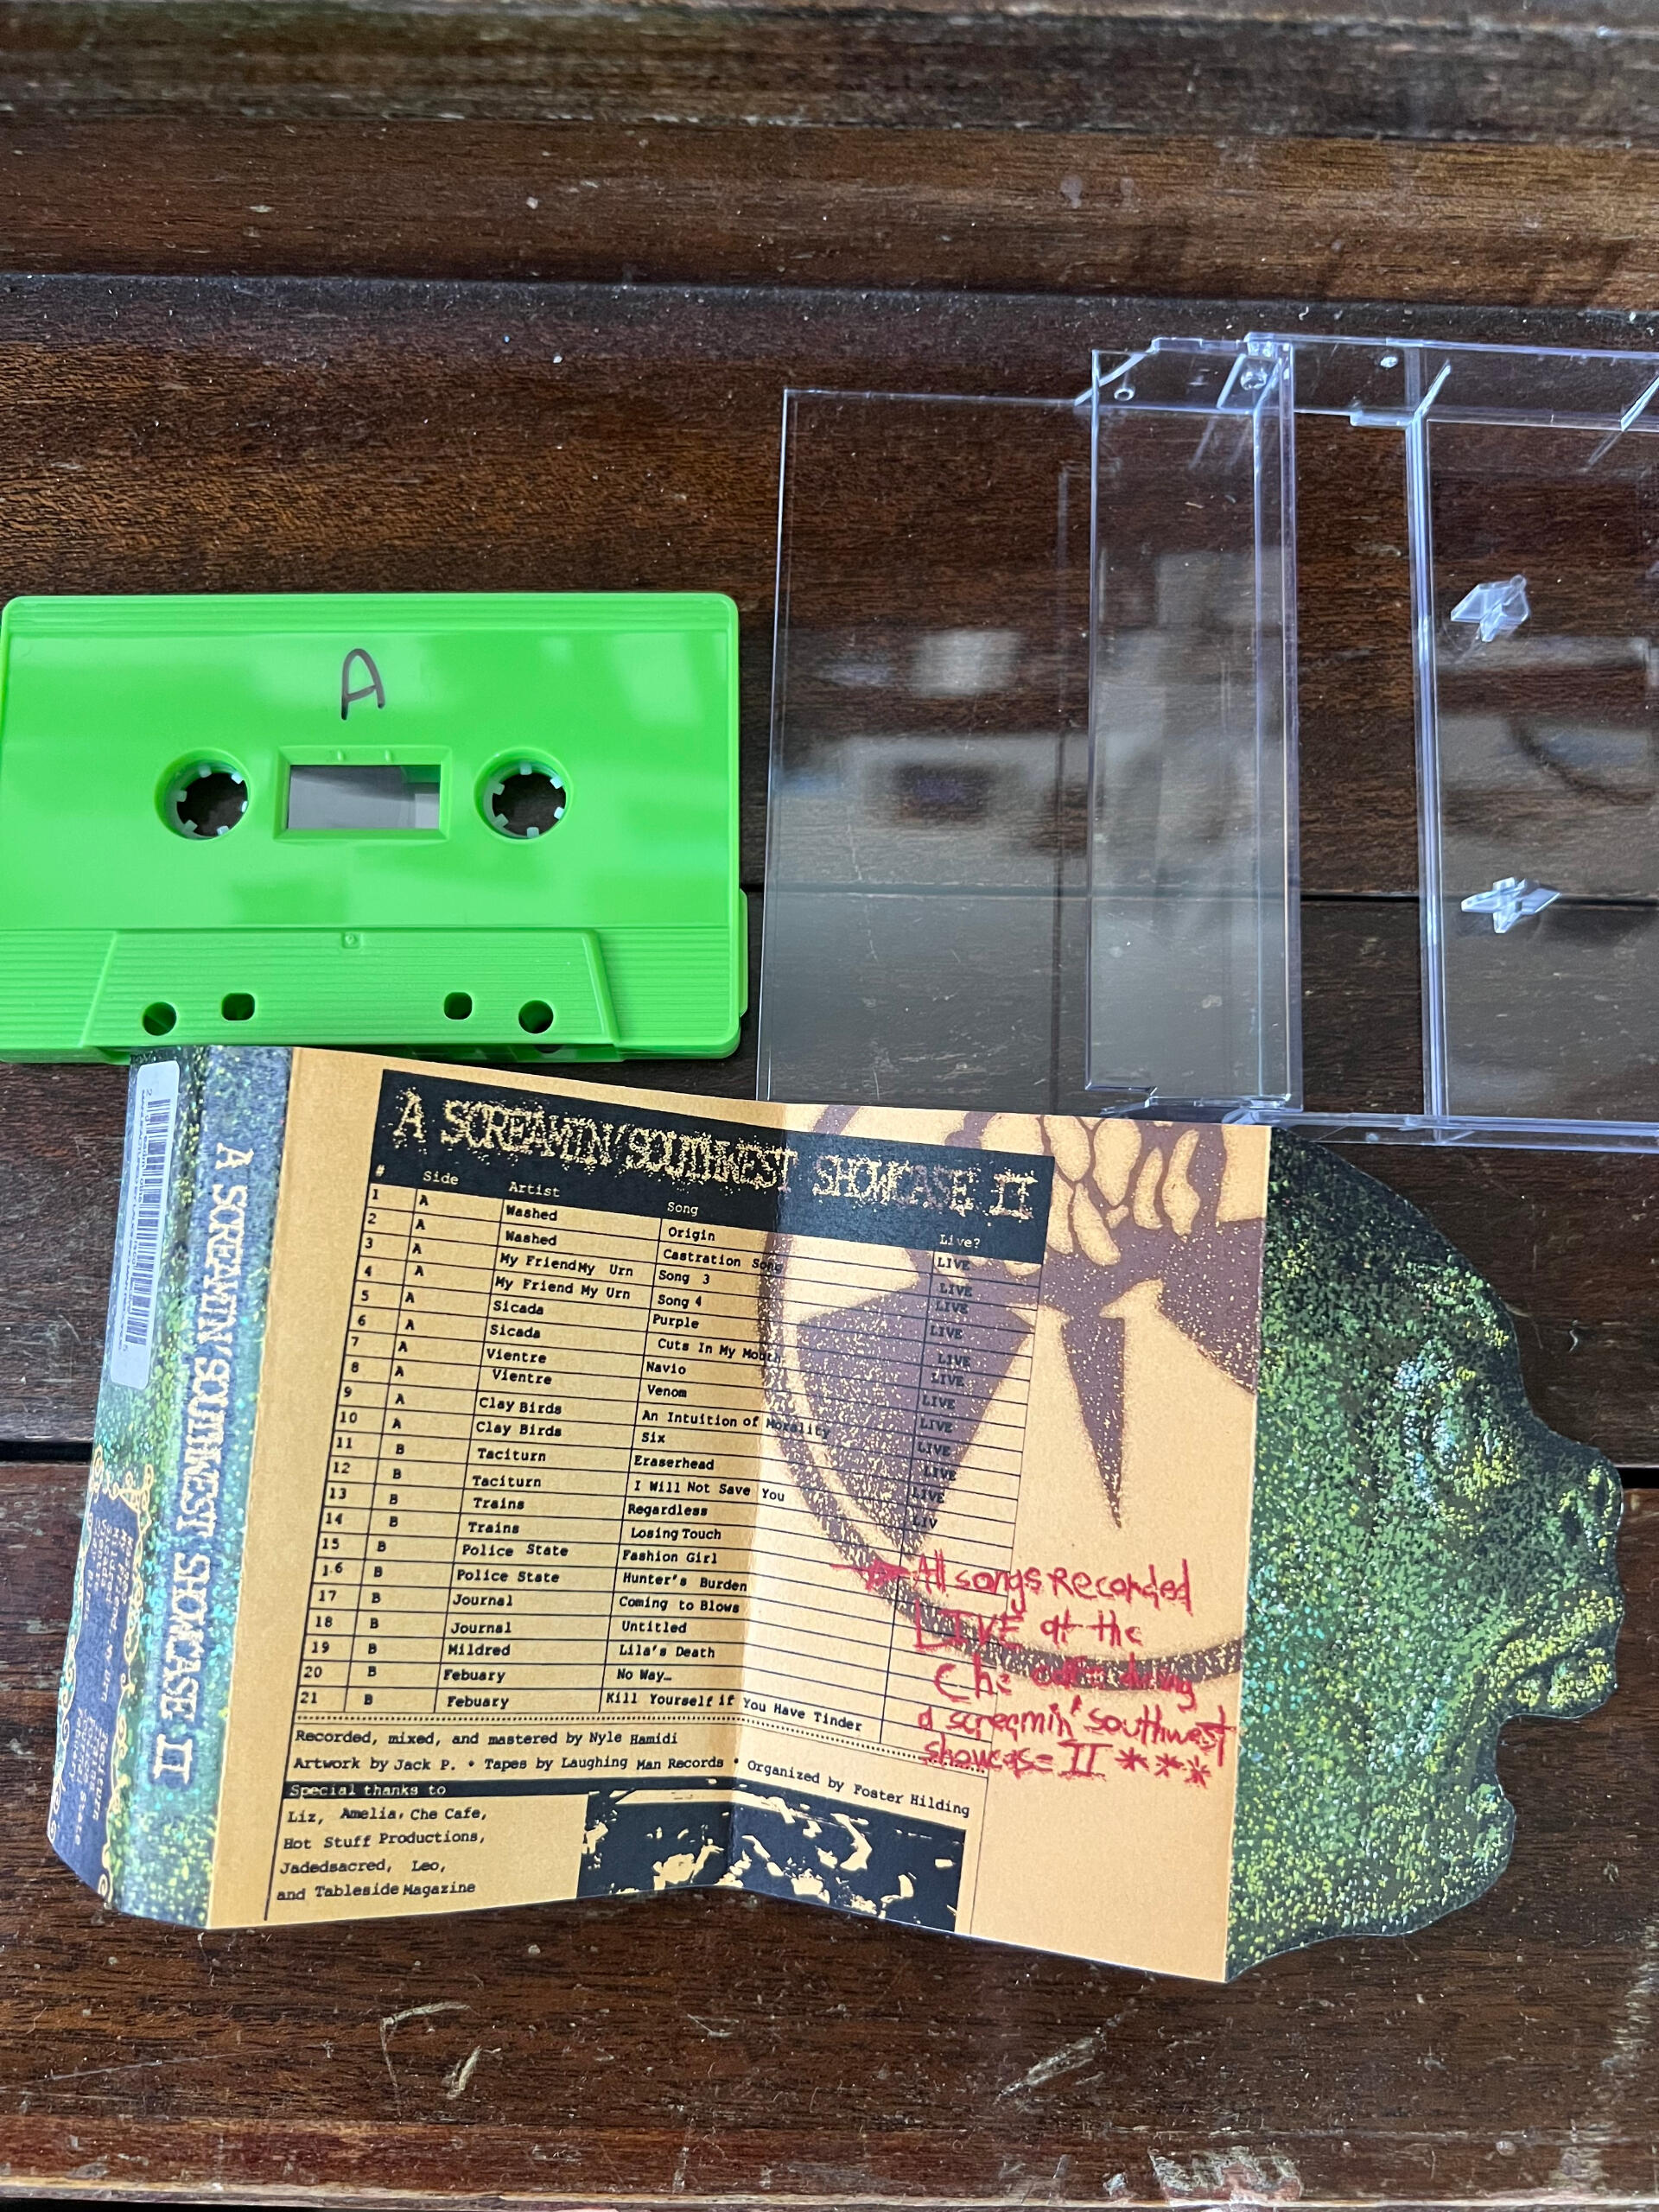 A
A SCREAMIN' SOUTHWEST SHOWCASE II
# Side Artist Song Live?
1 A Washed Origin LIVE
2 A Washed Castration Song LIVE
3 A My FriendMy Urn Song 3 LIVE
4 A My Friend My Urn Song 4 LIVE
5 A Sicada Purple LIVE
6 A Sicada Cuts In My Mouth LIVE
7 A Vientre Navio LIVE
8 A Vientre Venom LIVE
9 A Clay Birds An Intuition of Morality LIVE
10 A Clay Birds Six LIVE
11 B Taciturn Eraserhead LIVE
12 B Taciturn I Will Not Save You LIV
13 B Trains Regardless
14 B Trains Losing Touch
15 B Police State Fashion Girl
1.6 B Police State Hunter's Burden
17 B Journal Coming to Blows
18 B Journal Untitled
19 B Mildred Lila's Death
20 B Febuary No Way…
21 B Febuary Kill Yourself if You Have Tinder
Recorded, mixed, and mastered by Nyle Hamidi
Artwork by Jack P. • Tapes by Laughing Man Records • Organized by Foster Hilding
Special thanks to
Liz, Amelia, Che Cafe,
Hot Stuff Productions,
Jadedsacred, Leo,
and Tableside Magazine
All songs Recorded
LIVE at the
Che cafe during
a screamin' southwest
showcase II ***
A SCREAMIN' SOUTHWEST SHOWCASE II